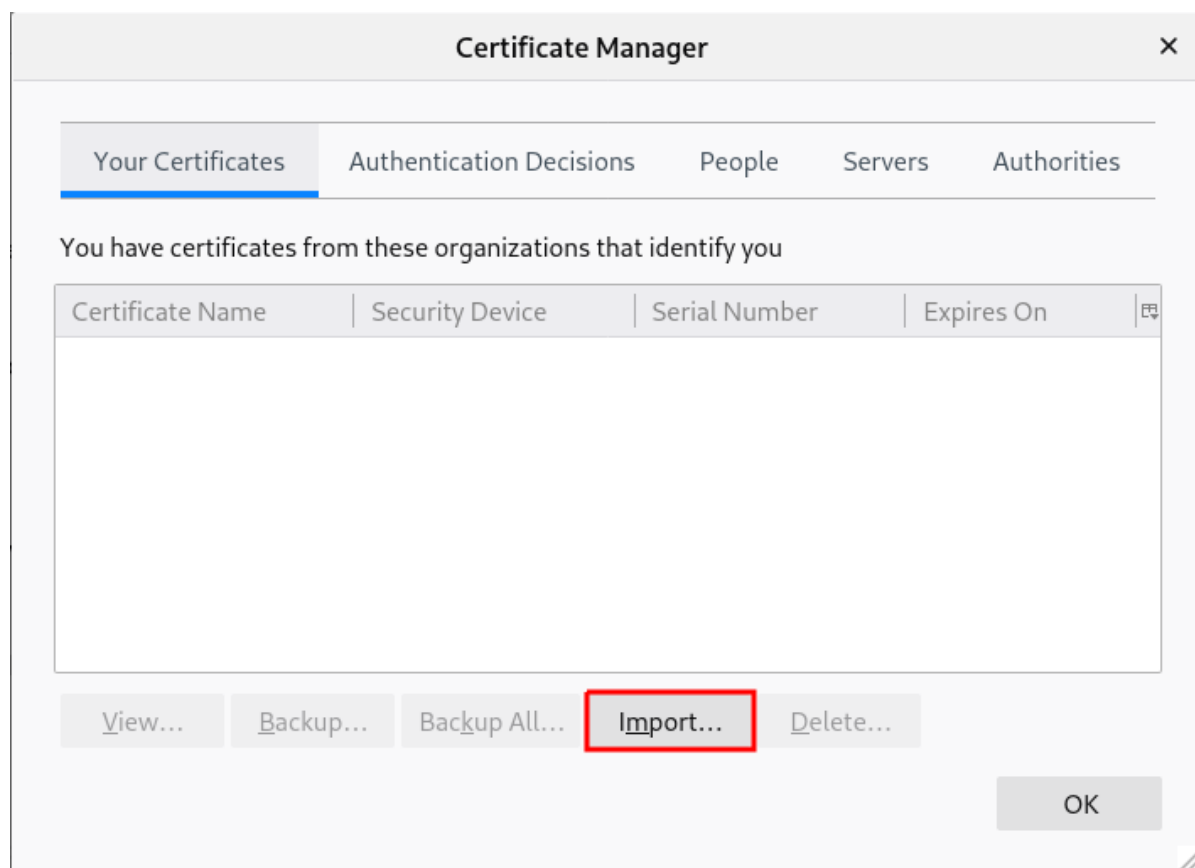 Certificate Manager
Your Certificates Authentication Decisions People Servers Authorities
You have certificates from these organizations that identify you
Certificate Name Security Device Serial Number Expires On
View... Backup... Backup All... Import... Delete...
OK